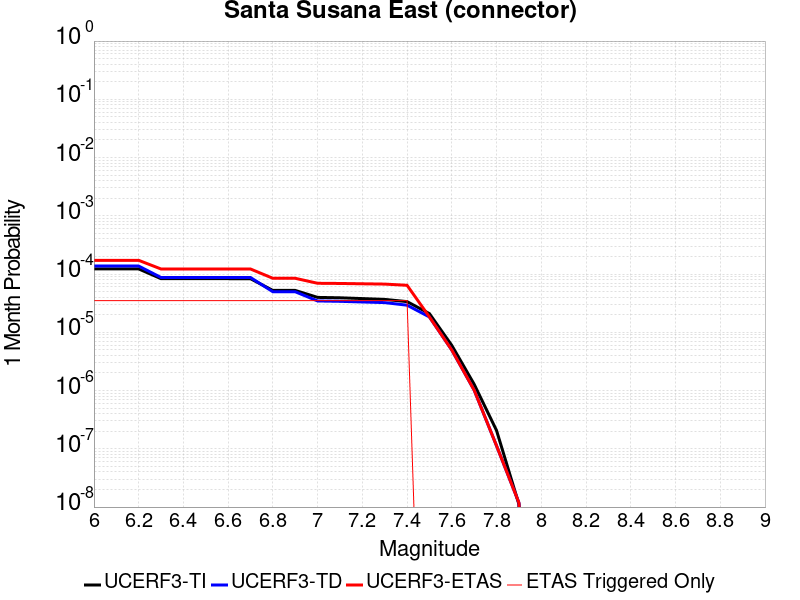 Santa Susana East (connector)
10^0
10^-1
10^-2
10^-3
10^-4
10^-5
10^-6
10^-7
10^-8
1 Month Probability
6 6.2 6.4 6.6 6.8 7 7.2 7.4 7.6 7.8 8 8.2 8.4 8.6 8.8 9
Magnitude
UCERF3-TI UCERF3-TD UCERF3-ETAS ETAS Triggered Only